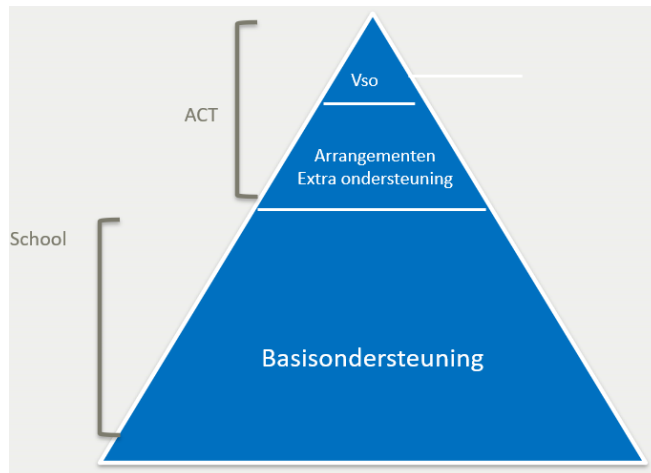 Vso
ACT
Arrangementen
Extra ondersteuning
School
Basisondersteuning